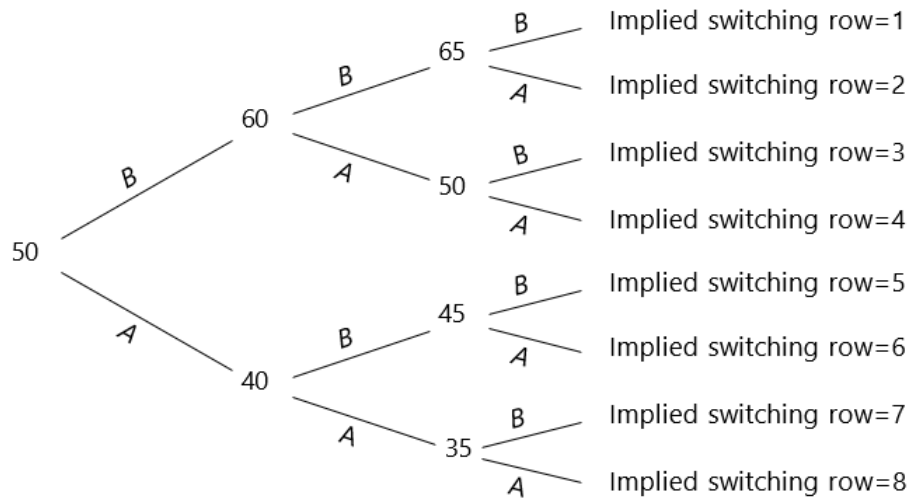 B
Implied switching row=1
65
B
A
Implied switching row=2
60
B
A
B
Implied switching row=3
50
A
Implied switching row=4
50
A
B
Implied switching row=5
45
B
A
Implied switching row=6
40
A
B
Implied switching row=7
35
A
Implied switching row=8